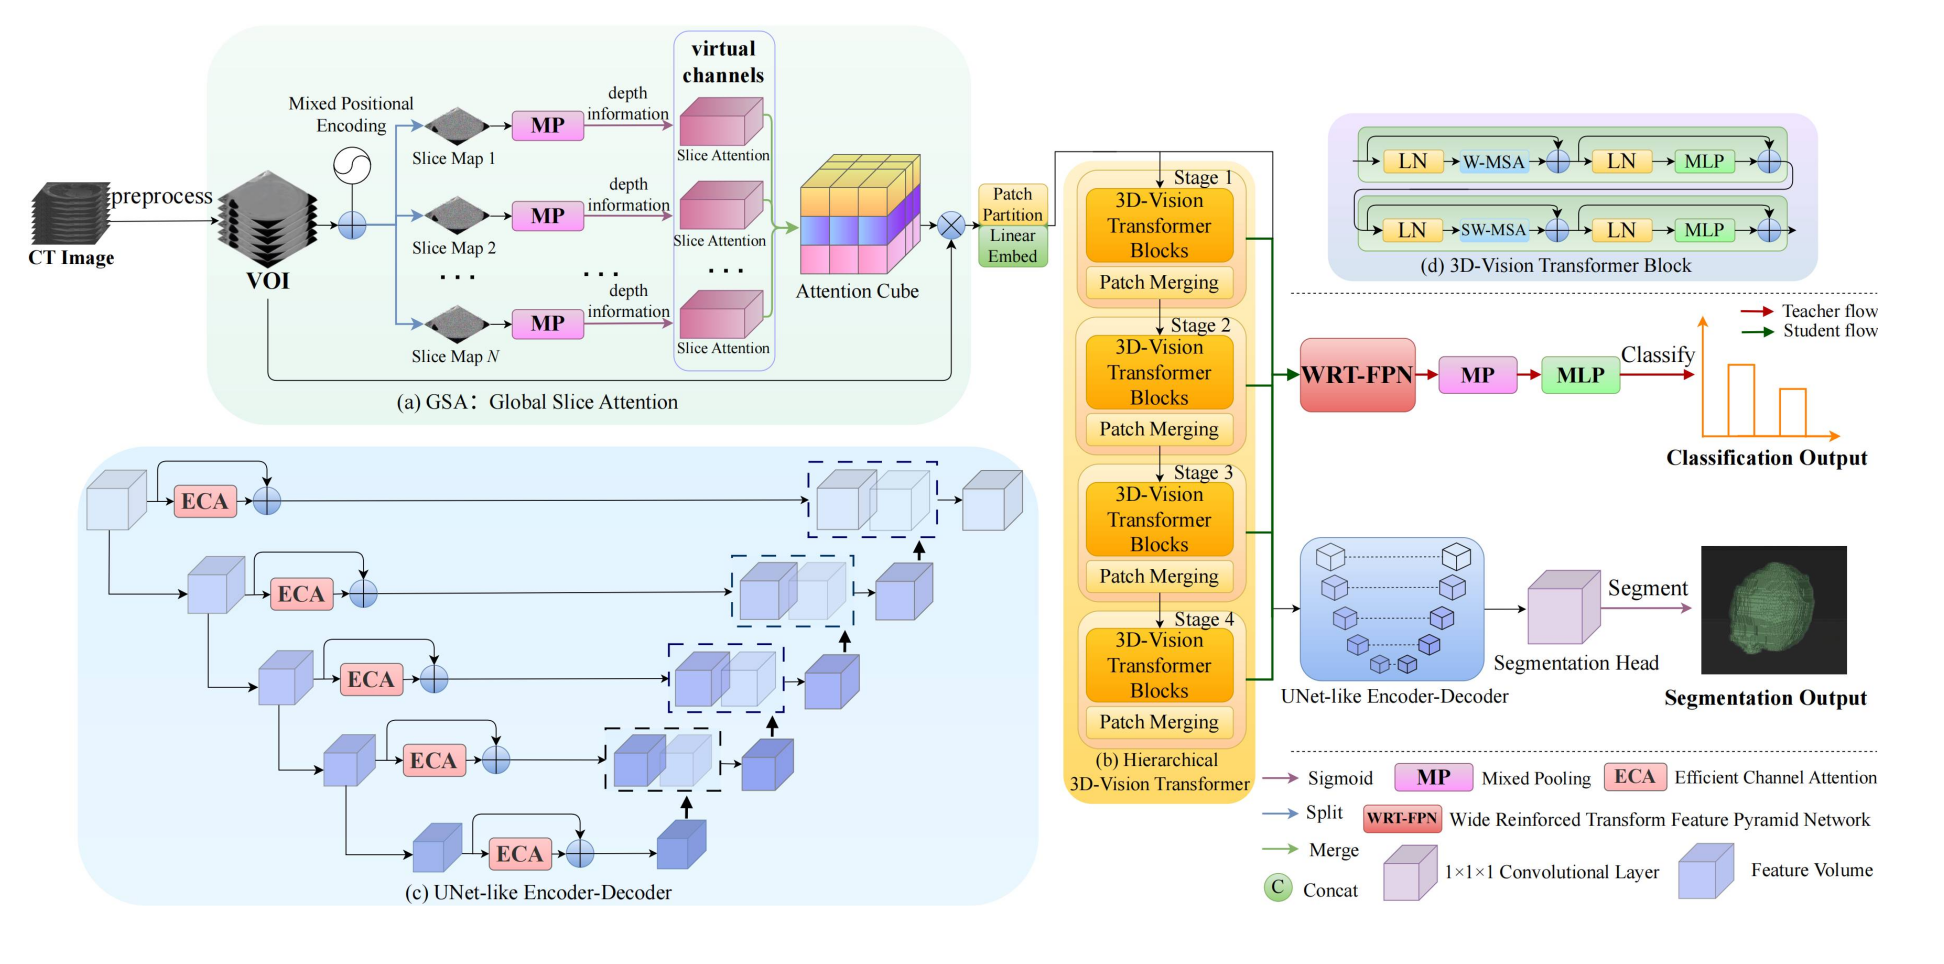 CT Image
preprocess
VOI
Mixed Positional
Encoding
Slice Map 1
MP
depth
information
virtual
channels
Slice Attention
Slice Map 2
MP
depth
information
Slice Attention
...
...
...
Slice Map N
MP
depth
information
Slice Attention
Attention Cube
(a) GSA: Global Slice Attention
Patch
Partition
Linear
Embed
Stage 1
3D-Vision
Transformer
Blocks
Patch Merging
Stage 2
3D-Vision
Transformer
Blocks
Patch Merging
Stage 3
3D-Vision
Transformer
Blocks
Patch Merging
Stage 4
3D-Vision
Transformer
Blocks
Patch Merging
(b) Hierarchical
3D-Vision Transformer
LN
W-MSA
LN
MLP
LN
SW-MSA
LN
MLP
(d) 3D-Vision Transformer Block
Teacher flow
Student flow
WRT-FPN
MP
MLP
Classify
Classification Output
UNet-like Encoder-Decoder
Segmentation Head
Segment
Segmentation Output
ECA
ECA
ECA
ECA
ECA
(c) UNet-like Encoder-Decoder
Sigmoid
MP
Mixed Pooling
ECA
Efficient Channel Attention
Split
WRT-FPN
Wide Reinforced Transform Feature Pyramid Network
Merge
C
Concat
1×1×1 Convolutional Layer
Feature Volume